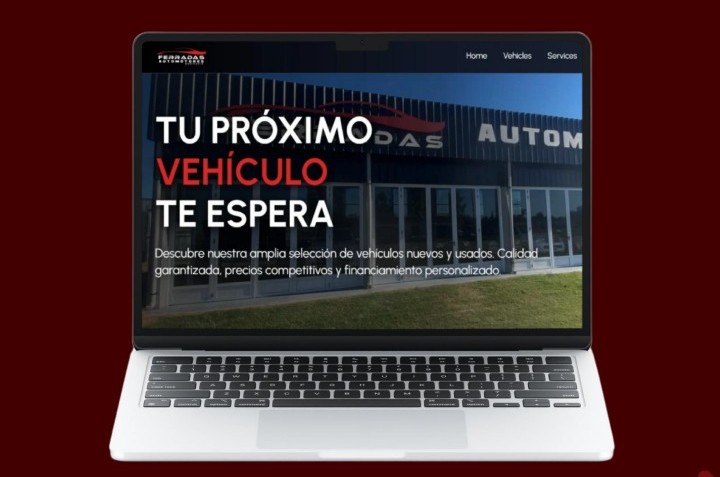 FERRADAS
AUTOMOTORES
Home Vehicles Services
TU PRÓXIMO
VEHÍCULO
TE ESPERA
AUTOM
Descubre nuestra amplia selección de vehículos nuevos y usados. Calidad
garantizada, precios competitivos y financiamiento personalizado